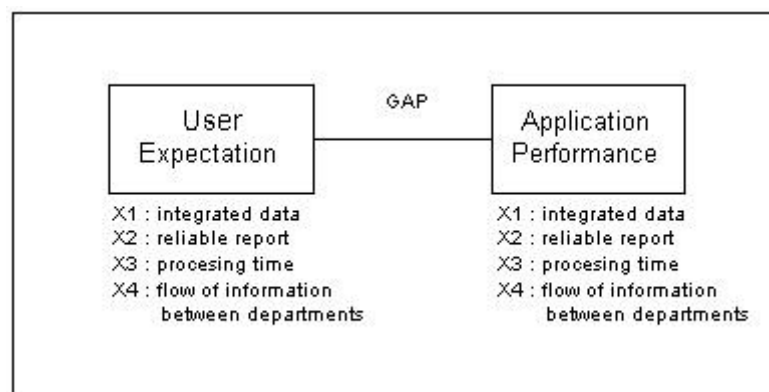 GAP
User
Expectation
X1 : integrated data
X2 : reliable report
X3 : procesing time
X4 : flow of information
between departments
Application
Performance
X1 : integrated data
X2 : reliable report
X3 : procesing time
X4 : flow of information
between departments